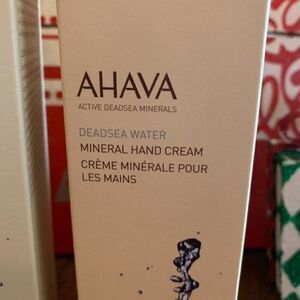 AHAVA
ACTIVE DEADSEA MINERALS
DEADSEA WATER
MINERAL HAND CREAM
CRÈME MINÉRALE POUR
LES MAINS